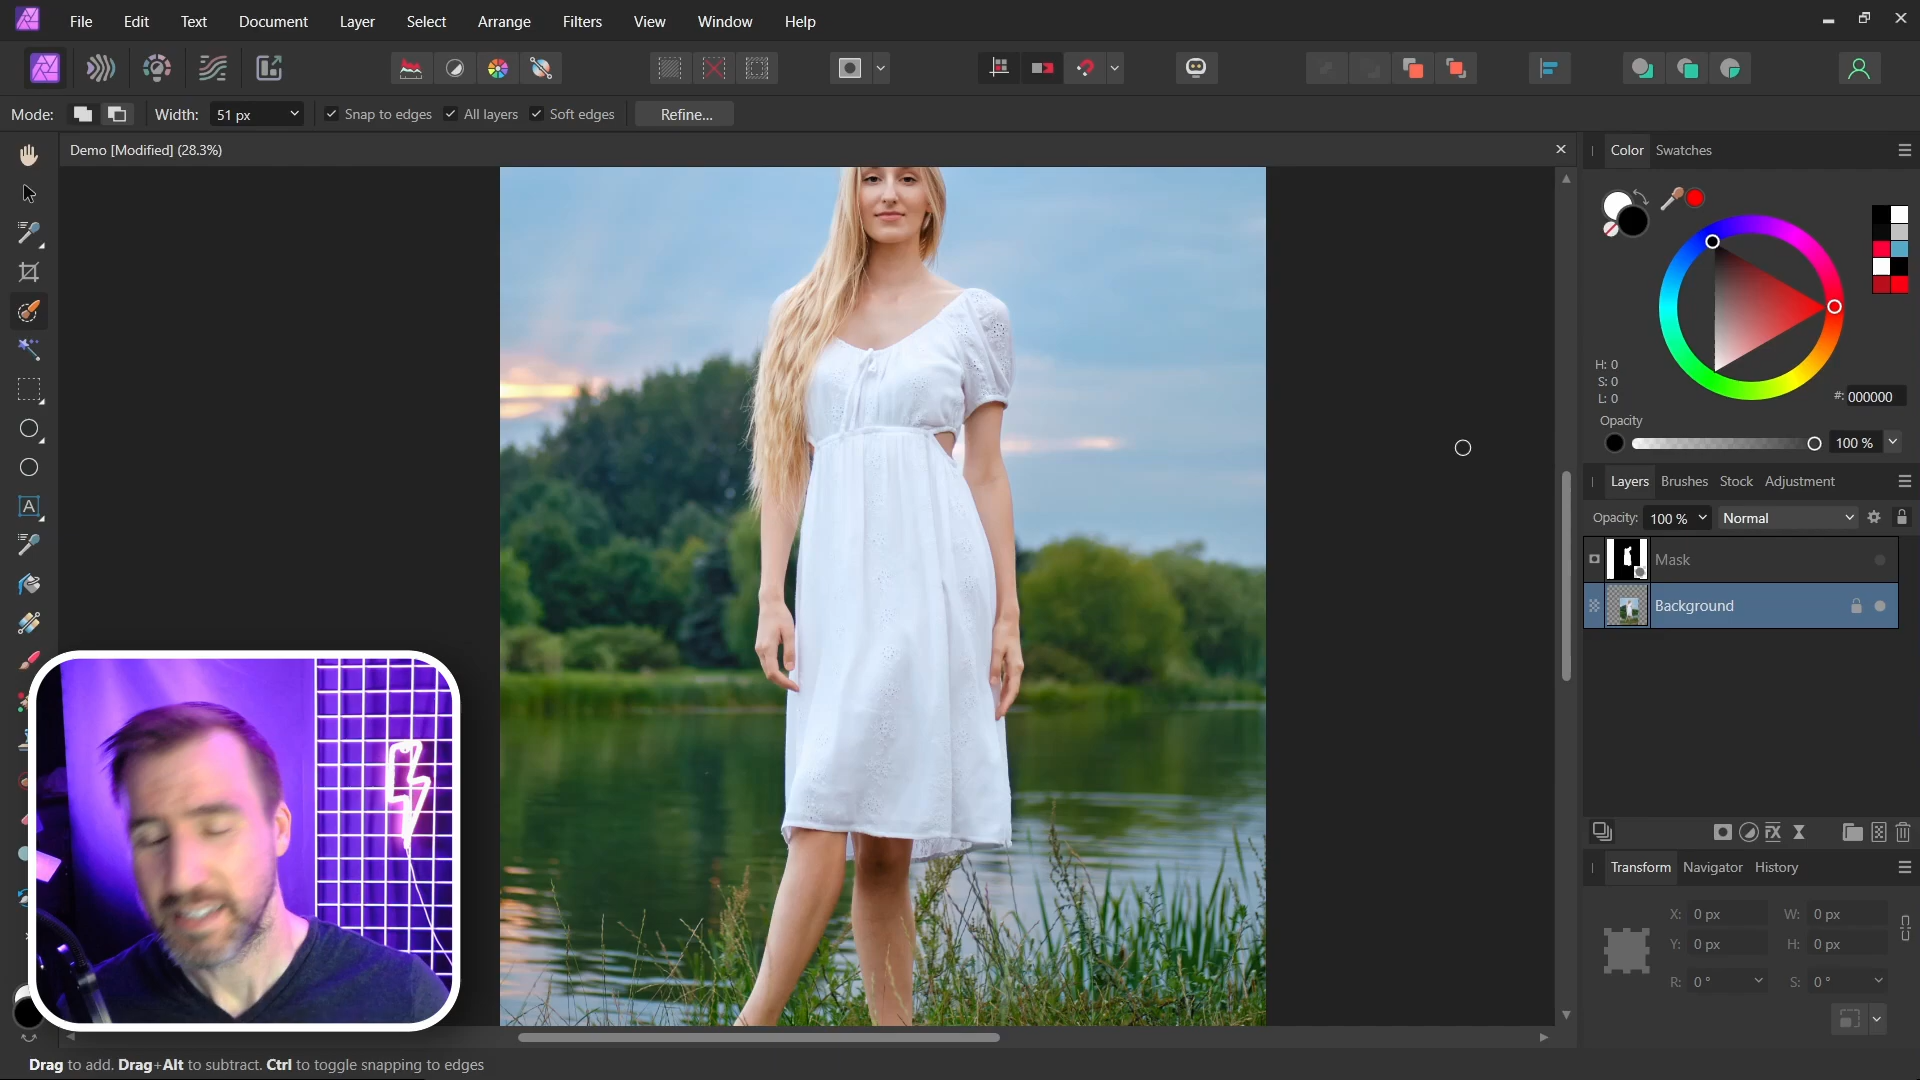 File Edit Text Document Layer Select Arrange Filters View Window Help
Mode: Width: 51 px Snap to edges All layers Soft edges Refine...
Demo [Modified] (28.3%)
Color Swatches
H: 0
S: 0
L: 0
#: 000000
Opacity
100 %
Layers Brushes Stock Adjustment
Opacity: 100 % Normal
Mask
Background
Transform Navigator History
X: 0 px W: 0 px
Y: 0 px H: 0 px
R: 0 ° S: 0 °
Drag to add. Drag+Alt to subtract. Ctrl to toggle snapping to edges